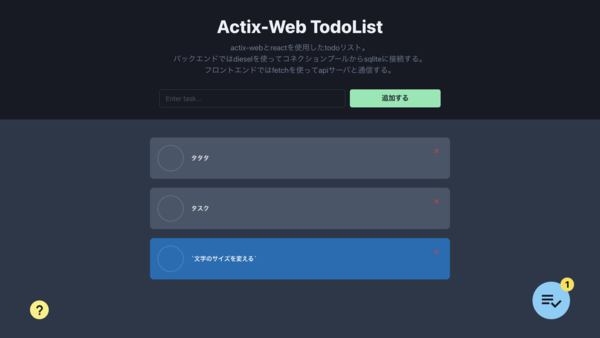 Actix-Web TodoList
actix-webとreactを使用したtodoリスト。
バックエンドではdieselを使ってコネクションプールからsqliteに接続する。
フロントエンドではfetchを使ってapiサーバと通信する。
Enter task...
追加する
タタタ
タスク
`文字のサイズを変える`
?
1